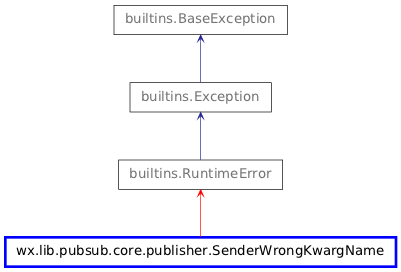 builtins.BaseException
builtins.Exception
builtins.RuntimeError
wx.lib.pubsub.core.publisher.SenderWrongKwargName